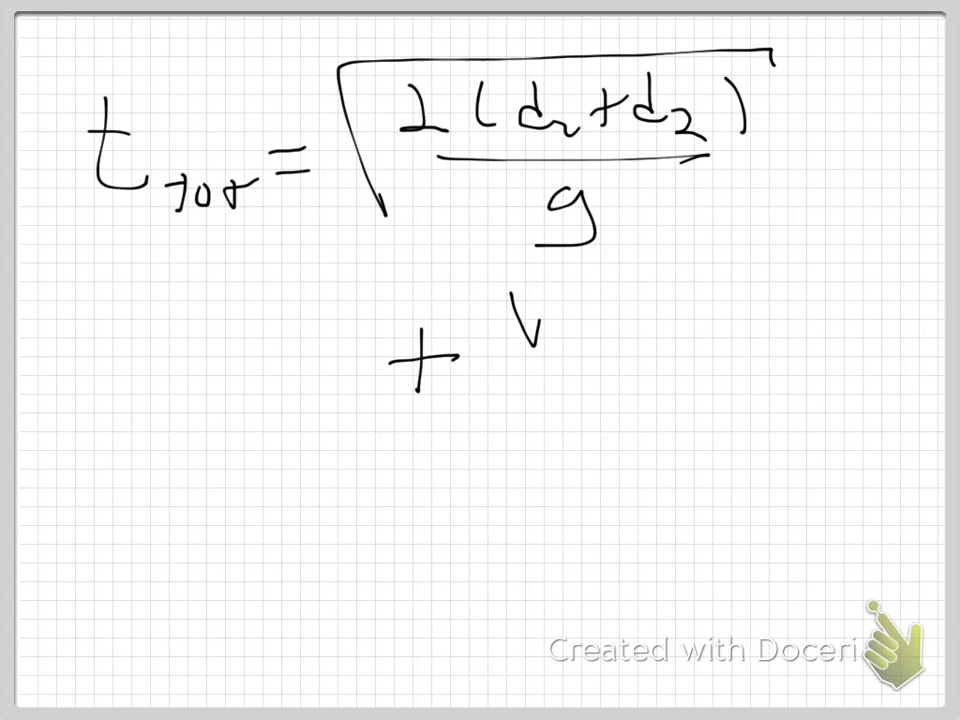 t_tot = √(2(d₁+d₂)/g)
+ V
Created with Doceri